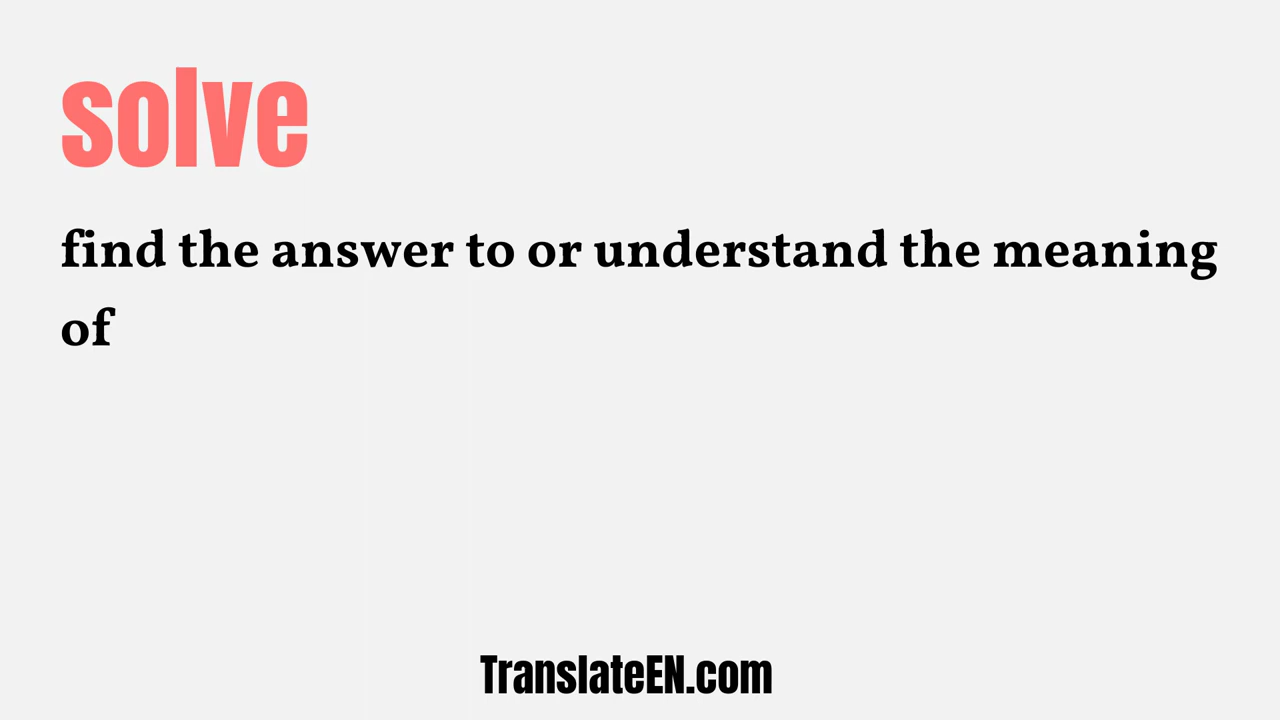 solve
find the answer to or understand the meaning
of
TranslateEN.com